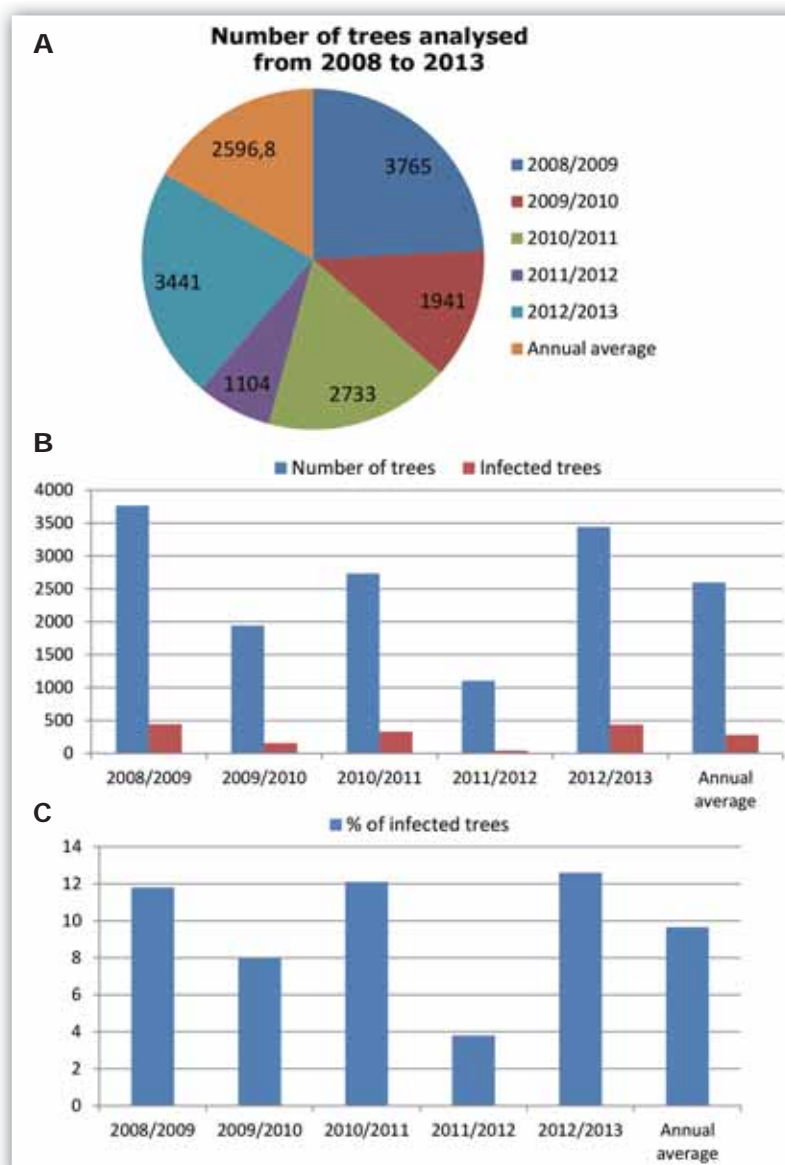 A
Number of trees analysed
from 2008 to 2013
2596,8
3765
3441
1941
1104
2733
2008/2009
2009/2010
2010/2011
2011/2012
2012/2013
Annual average
B
Number of trees Infected trees
4000
3500
3000
2500
2000
1500
1000
500
0
2008/2009 2009/2010 2010/2011 2011/2012 2012/2013 Annual
average
C
% of infected trees
14
12
10
8
6
4
2
0
2008/2009 2009/2010 2010/2011 2011/2012 2012/2013 Annual
average